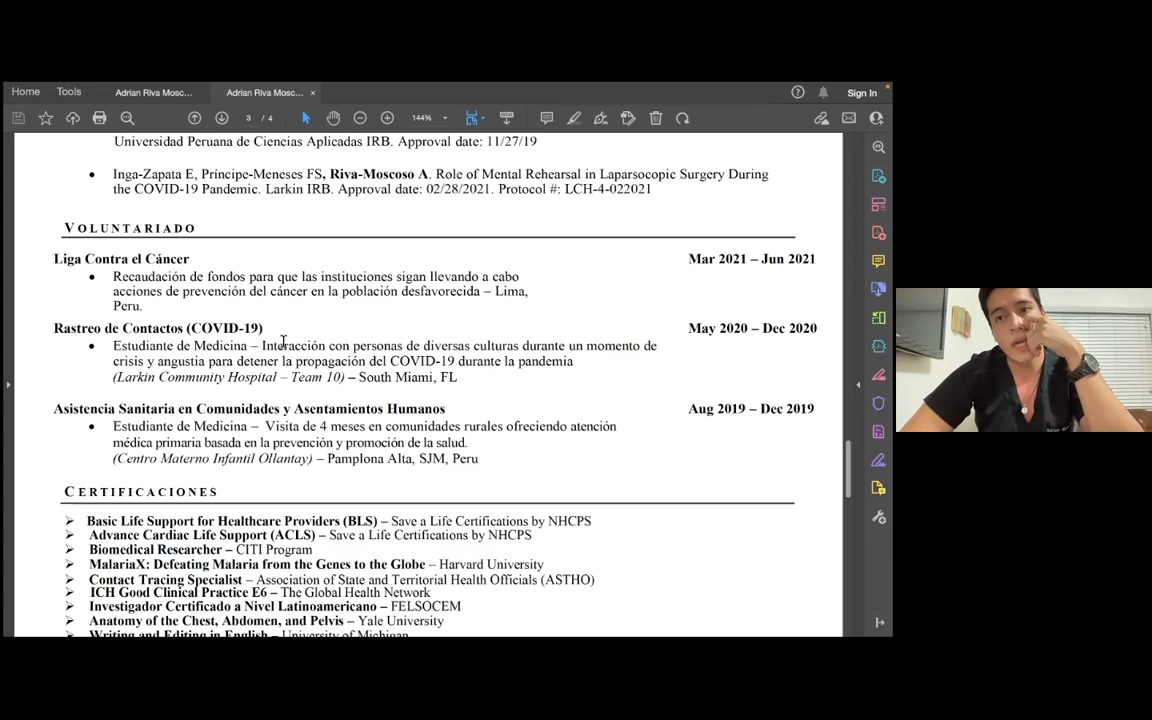 Home Tools Adrian Riva Mosc... Adrian Riva Mosc... × Sign In
3 / 4 144%
Universidad Peruana de Ciencias Aplicadas IRB. Approval date: 11/27/19
• Inga-Zapata E, Príncipe-Meneses FS, Riva-Moscoso A. Role of Mental Rehearsal in Laparsocopic Surgery During
the COVID-19 Pandemic. Larkin IRB. Approval date: 02/28/2021. Protocol #: LCH-4-022021
VOLUNTARIADO
Liga Contra el Cáncer Mar 2021 – Jun 2021
• Recaudación de fondos para que las instituciones sigan llevando a cabo
acciones de prevención del cáncer en la población desfavorecida – Lima,
Peru.
Rastreo de Contactos (COVID-19) May 2020 – Dec 2020
• Estudiante de Medicina – Interacción con personas de diversas culturas durante un momento de
crisis y angustia para detener la propagación del COVID-19 durante la pandemia
(Larkin Community Hospital – Team 10) – South Miami, FL
Asistencia Sanitaria en Comunidades y Asentamientos Humanos Aug 2019 – Dec 2019
• Estudiante de Medicina – Visita de 4 meses en comunidades rurales ofreciendo atención
médica primaria basada en la prevención y promoción de la salud.
(Centro Materno Infantil Ollantay) – Pamplona Alta, SJM, Peru
CERTIFICACIONES
➢ Basic Life Support for Healthcare Providers (BLS) – Save a Life Certifications by NHCPS
➢ Advance Cardiac Life Support (ACLS) – Save a Life Certifications by NHCPS
➢ Biomedical Researcher – CITI Program
➢ MalariaX: Defeating Malaria from the Genes to the Globe – Harvard University
➢ Contact Tracing Specialist – Association of State and Territorial Health Officials (ASTHO)
➢ ICH Good Clinical Practice E6 – The Global Health Network
➢ Investigador Certificado a Nivel Latinoamericano – FELSOCEM
➢ Anatomy of the Chest, Abdomen, and Pelvis – Yale University
➢ Writing and Editing in English – University of Michigan